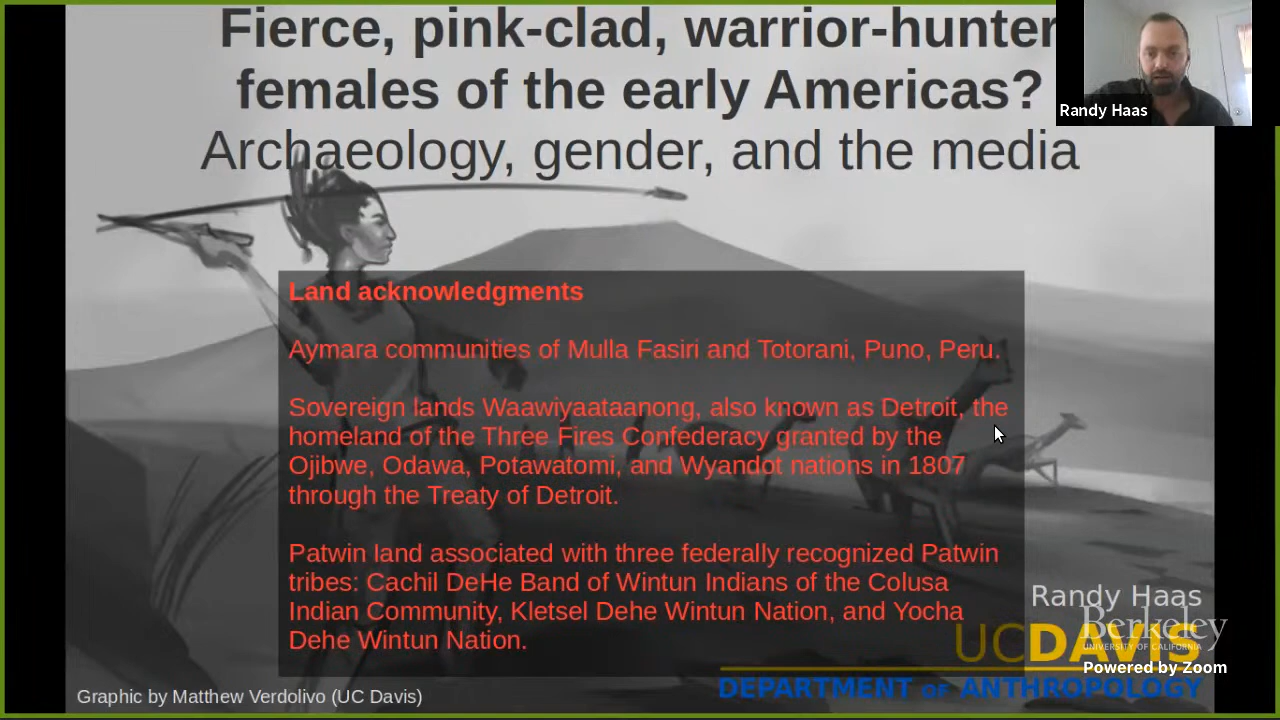 Fierce, pink-clad, warrior-hunter
females of the early Americas?
Archaeology, gender, and the media
Randy Haas
Land acknowledgments
Aymara communities of Mulla Fasiri and Totorani, Puno, Peru.
Sovereign lands Waawiyaataanong, also known as Detroit, the
homeland of the Three Fires Confederacy granted by the
Ojibwe, Odawa, Potawatomi, and Wyandot nations in 1807
through the Treaty of Detroit.
Patwin land associated with three federally recognized Patwin
tribes: Cachil DeHe Band of Wintun Indians of the Colusa
Indian Community, Kletsel Dehe Wintun Nation, and Yocha
Dehe Wintun Nation.
Randy Haas
Berkeley
UNIVERSITY OF CALIFORNIA
UCDAVIS
Powered by Zoom
DEPARTMENT OF ANTHROPOLOGY
Graphic by Matthew Verdolivo (UC Davis)